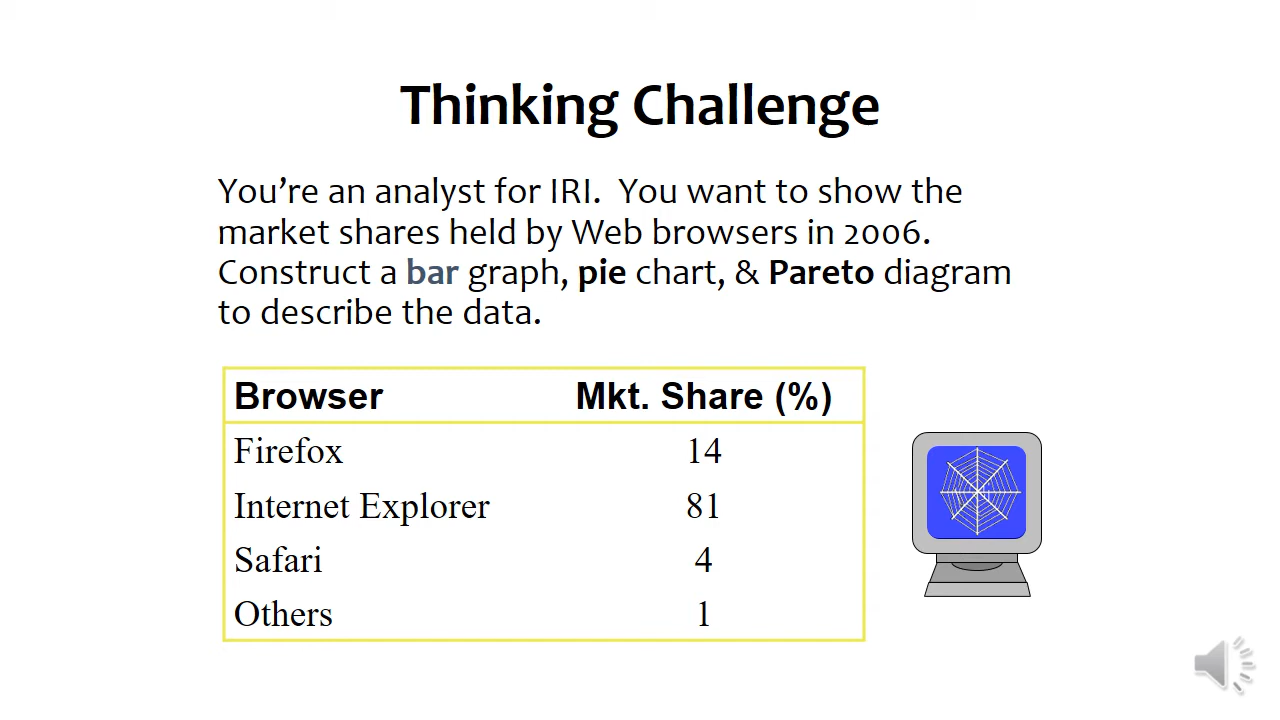 Thinking Challenge
You’re an analyst for IRI.  You want to show the
market shares held by Web browsers in 2006.
Construct a bar graph, pie chart, & Pareto diagram
to describe the data.
Browser Mkt. Share (%)
Firefox 14
Internet Explorer 81
Safari 4
Others 1